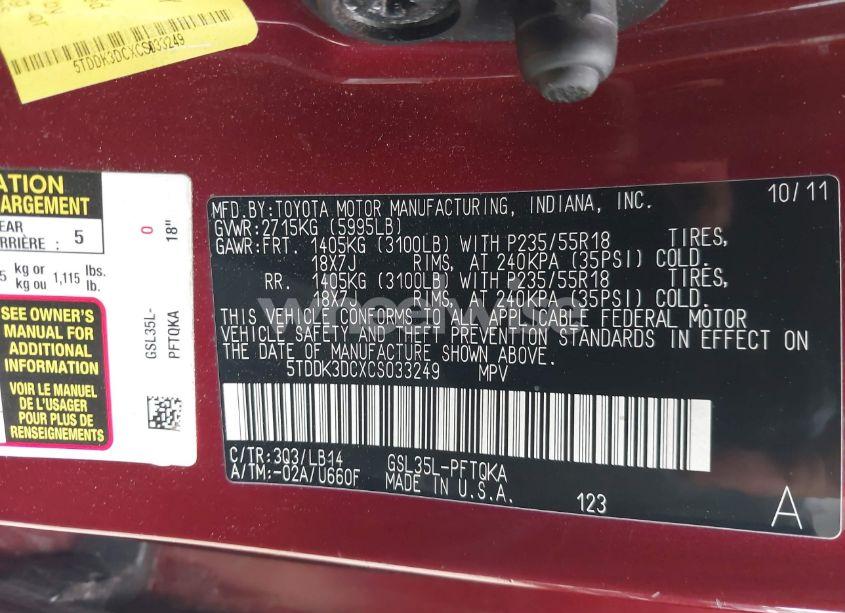 5TDDK3DCXCS033249
ATION
ARGEMENT
EAR
RRIÈRE : 5
5 kg or 1,115 lbs.
kg ou lb.
SEE OWNER'S
MANUAL FOR
ADDITIONAL
INFORMATION
VOIR LE MANUEL
DE L'USAGER
POUR PLUS DE
RENSEIGNEMENTS
0
18"
GSL35L-
PFTQKA
MFD.BY:TOYOTA MOTOR MANUFACTURING, INDIANA, INC. 10/11
GVWR:2715KG (5995LB)
GAWR:FRT. 1405KG (3100LB) WITH P235/55R18 TIRES,
18X7J RIMS, AT 240KPA (35PSI) COLD.
RR. 1405KG (3100LB) WITH P235/55R18 TIRES,
18X7J RIMS, AT 240KPA (35PSI) COLD.
THIS VEHICLE CONFORMS TO ALL APPLICABLE FEDERAL MOTOR
VEHICLE SAFETY AND THEFT PREVENTION STANDARDS IN EFFECT ON
THE DATE OF MANUFACTURE SHOWN ABOVE.
5TDDK3DCXCS033249 MPV
C/TR:3Q3/LB14 GSL35L-PFTQKA
A/TM:-02A/U660F MADE IN U.S.A.
123
A